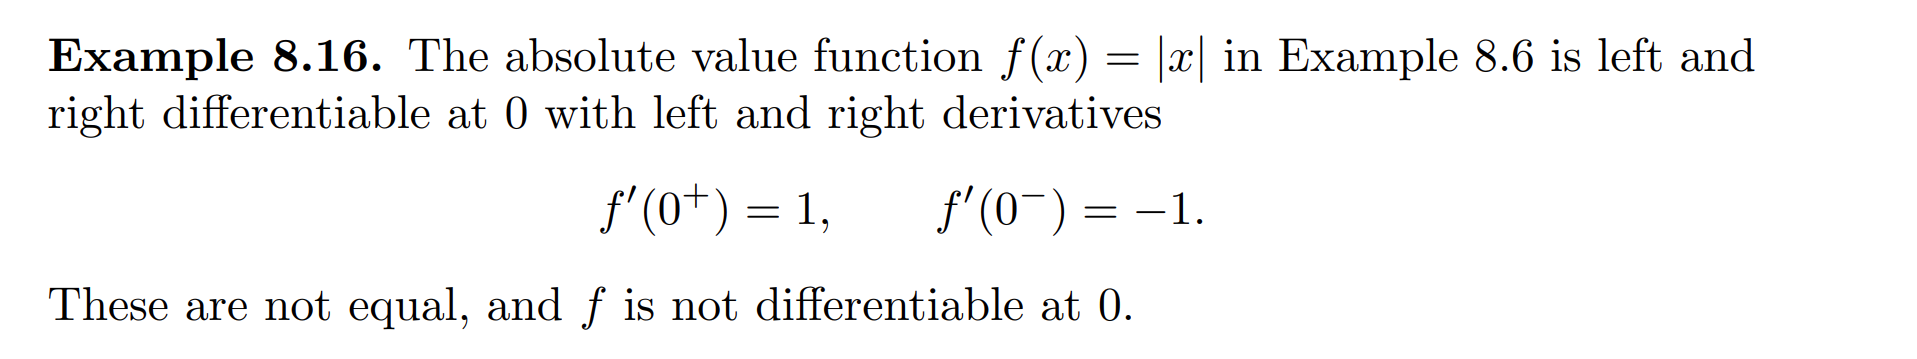 Example 8.16. The absolute value function f(x) = |x| in Example 8.6 is left and
right differentiable at 0 with left and right derivatives
f′(0⁺) = 1, f′(0⁻) = −1.
These are not equal, and f is not differentiable at 0.